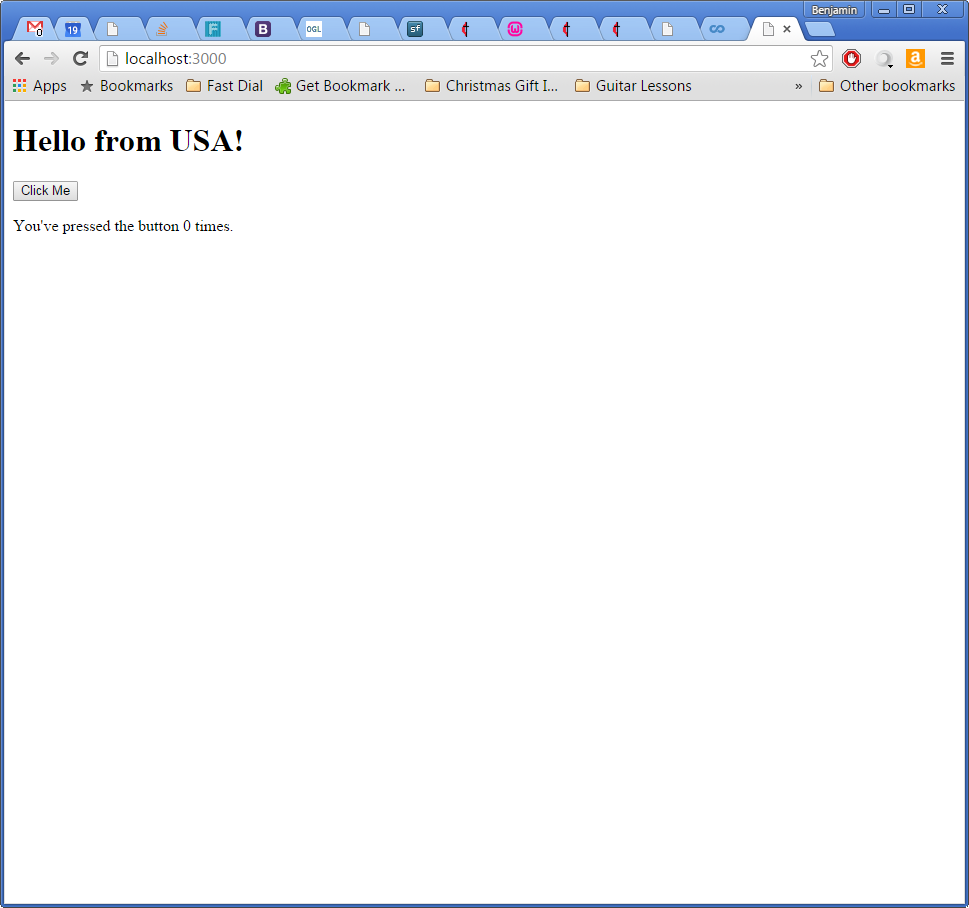 Benjamin
0
19
F
B
OGL
sf
localhost:3000
Apps
Bookmarks
Fast Dial
Get Bookmark ...
Christmas Gift I...
Guitar Lessons
»
Other bookmarks
Hello from USA!
Click Me
You've pressed the button 0 times.